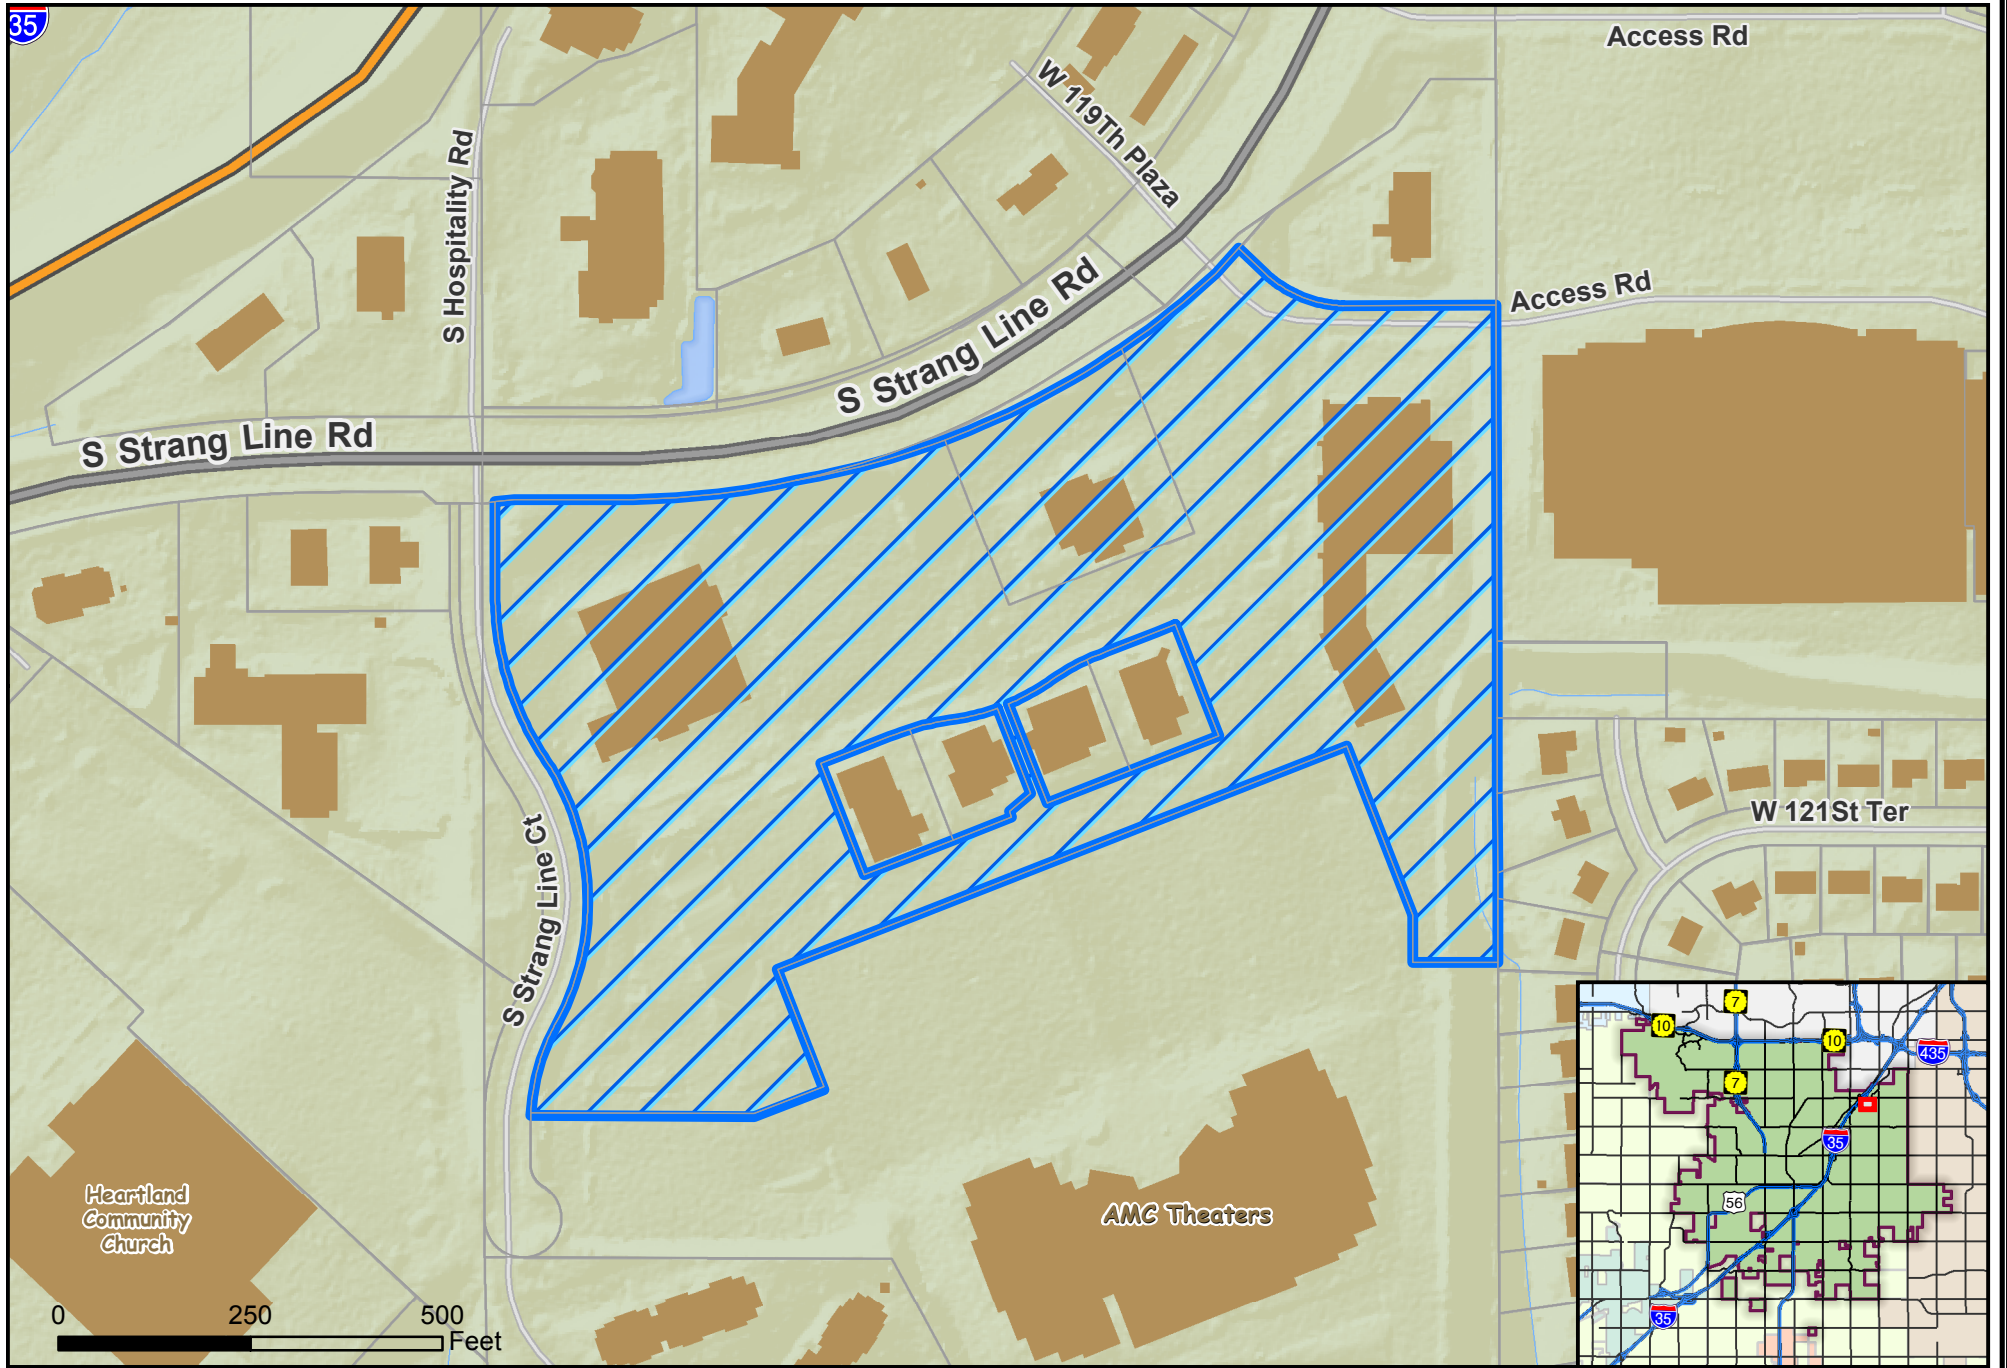 35
Access Rd
W 119Th Plaza
S Hospitality Rd
Access Rd
S Strang Line Rd
S Strang Line Rd
W 121St Ter
S Strang Line Ct
Heartland
Community
Church
AMC Theaters
0 250 500
Feet
7
10
10
435
7
35
56
35